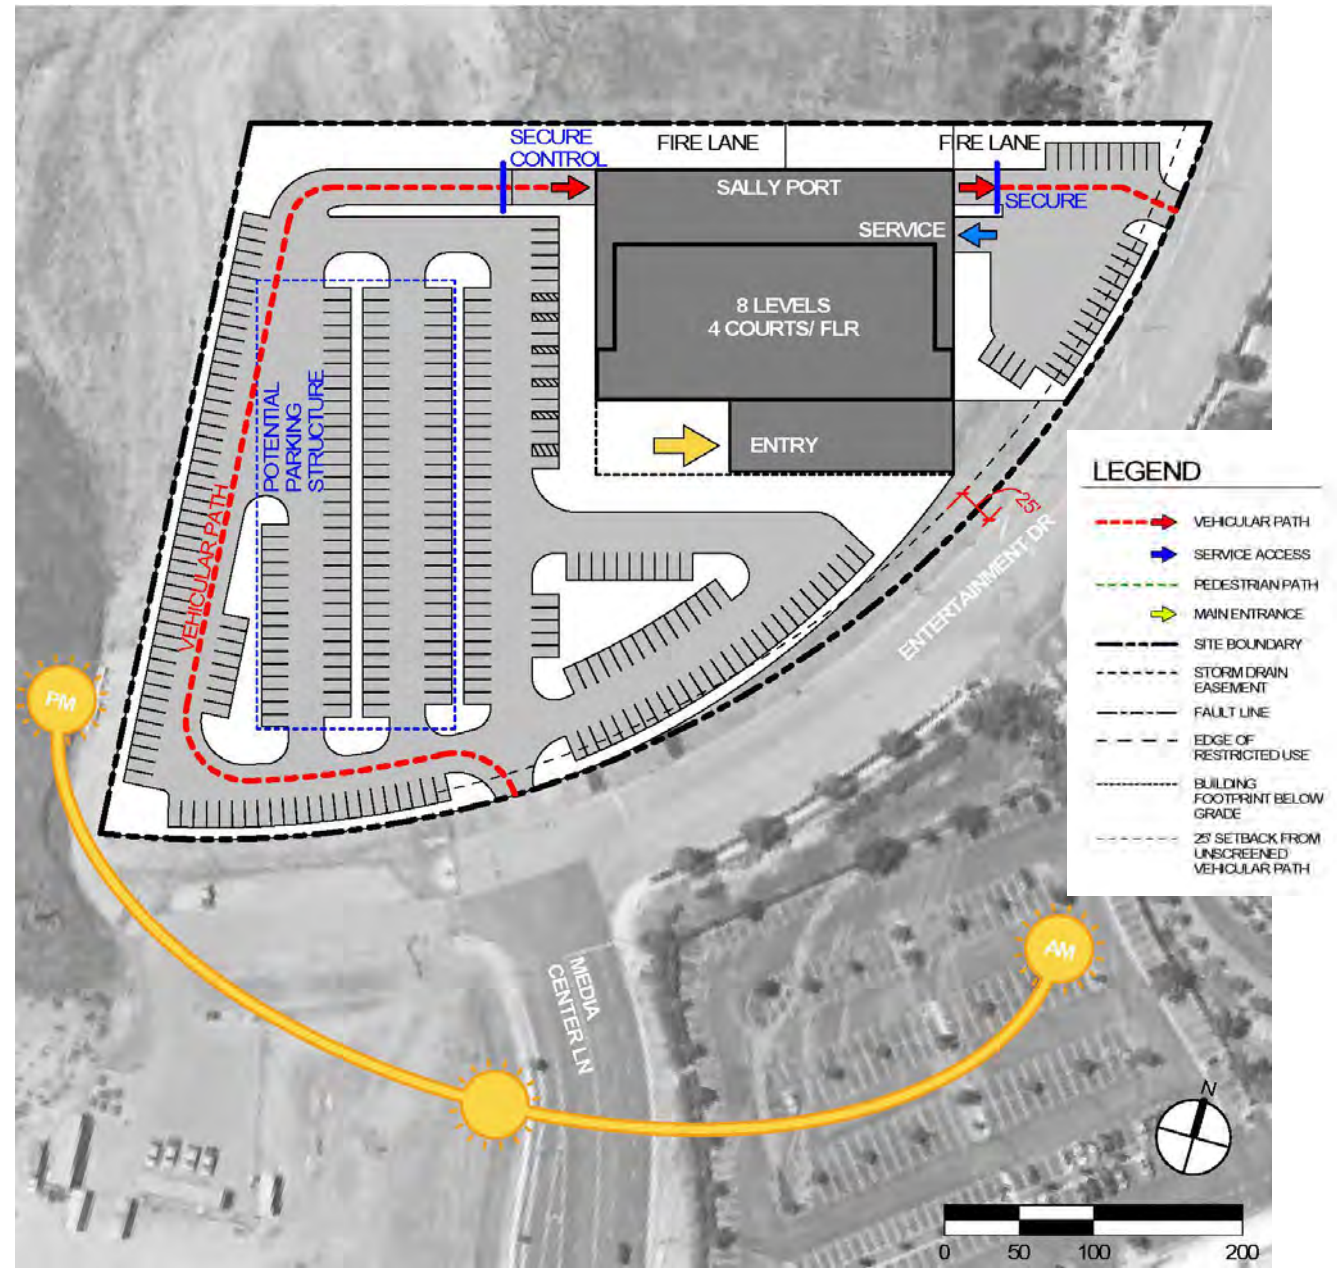 SECURE
CONTROL
FIRE LANE
FIRE LANE
SALLY PORT
SECURE
SERVICE
8 LEVELS
4 COURTS/ FLR
POTENTIAL
PARKING
STRUCTURE
ENTRY
VEHICULAR PATH
25'
ENTERTAINMENT DR
PM
AM
MEDIA
CENTER LN
LEGEND
VEHICULAR PATH
SERVICE ACCESS
PEDESTRIAN PATH
MAIN ENTRANCE
SITE BOUNDARY
STORM DRAIN
EASEMENT
FAULT LINE
EDGE OF
RESTRICTED USE
BUILDING
FOOTPRINT BELOW
GRADE
25' SETBACK FROM
UNSCREENED
VEHICULAR PATH
N
0 50 100 200